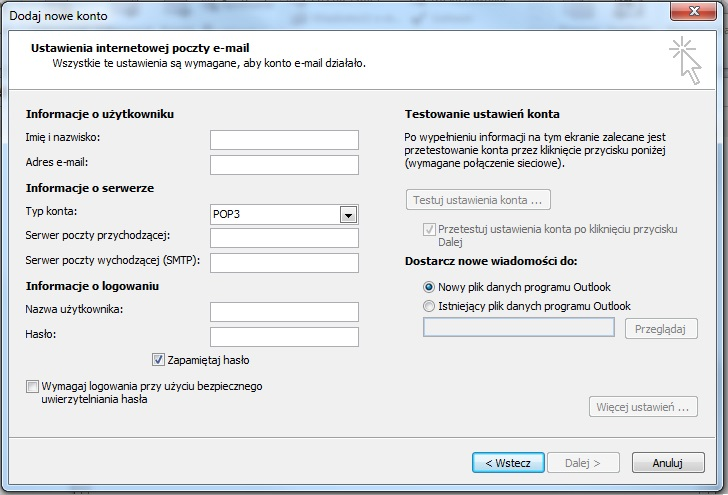 Dodaj nowe konto
Ustawienia internetowej poczty e-mail
Wszystkie te ustawienia są wymagane, aby konto e-mail działało.
Informacje o użytkowniku
Imię i nazwisko:
Adres e-mail:
Informacje o serwerze
Typ konta:
POP3
Serwer poczty przychodzącej:
Serwer poczty wychodzącej (SMTP):
Informacje o logowaniu
Nazwa użytkownika:
Hasło:
Zapamiętaj hasło
Wymagaj logowania przy użyciu bezpiecznego
uwierzytelniania hasła
Testowanie ustawień konta
Po wypełnieniu informacji na tym ekranie zalecane jest
przetestowanie konta przez kliknięcie przycisku poniżej
(wymagane połączenie sieciowe).
Testuj ustawienia konta ...
Przetestuj ustawienia konta po kliknięciu przycisku
Dalej
Dostarcz nowe wiadomości do:
Nowy plik danych programu Outlook
Istniejący plik danych programu Outlook
Przeglądaj
Więcej ustawień ...
< Wstecz
Dalej >
Anuluj